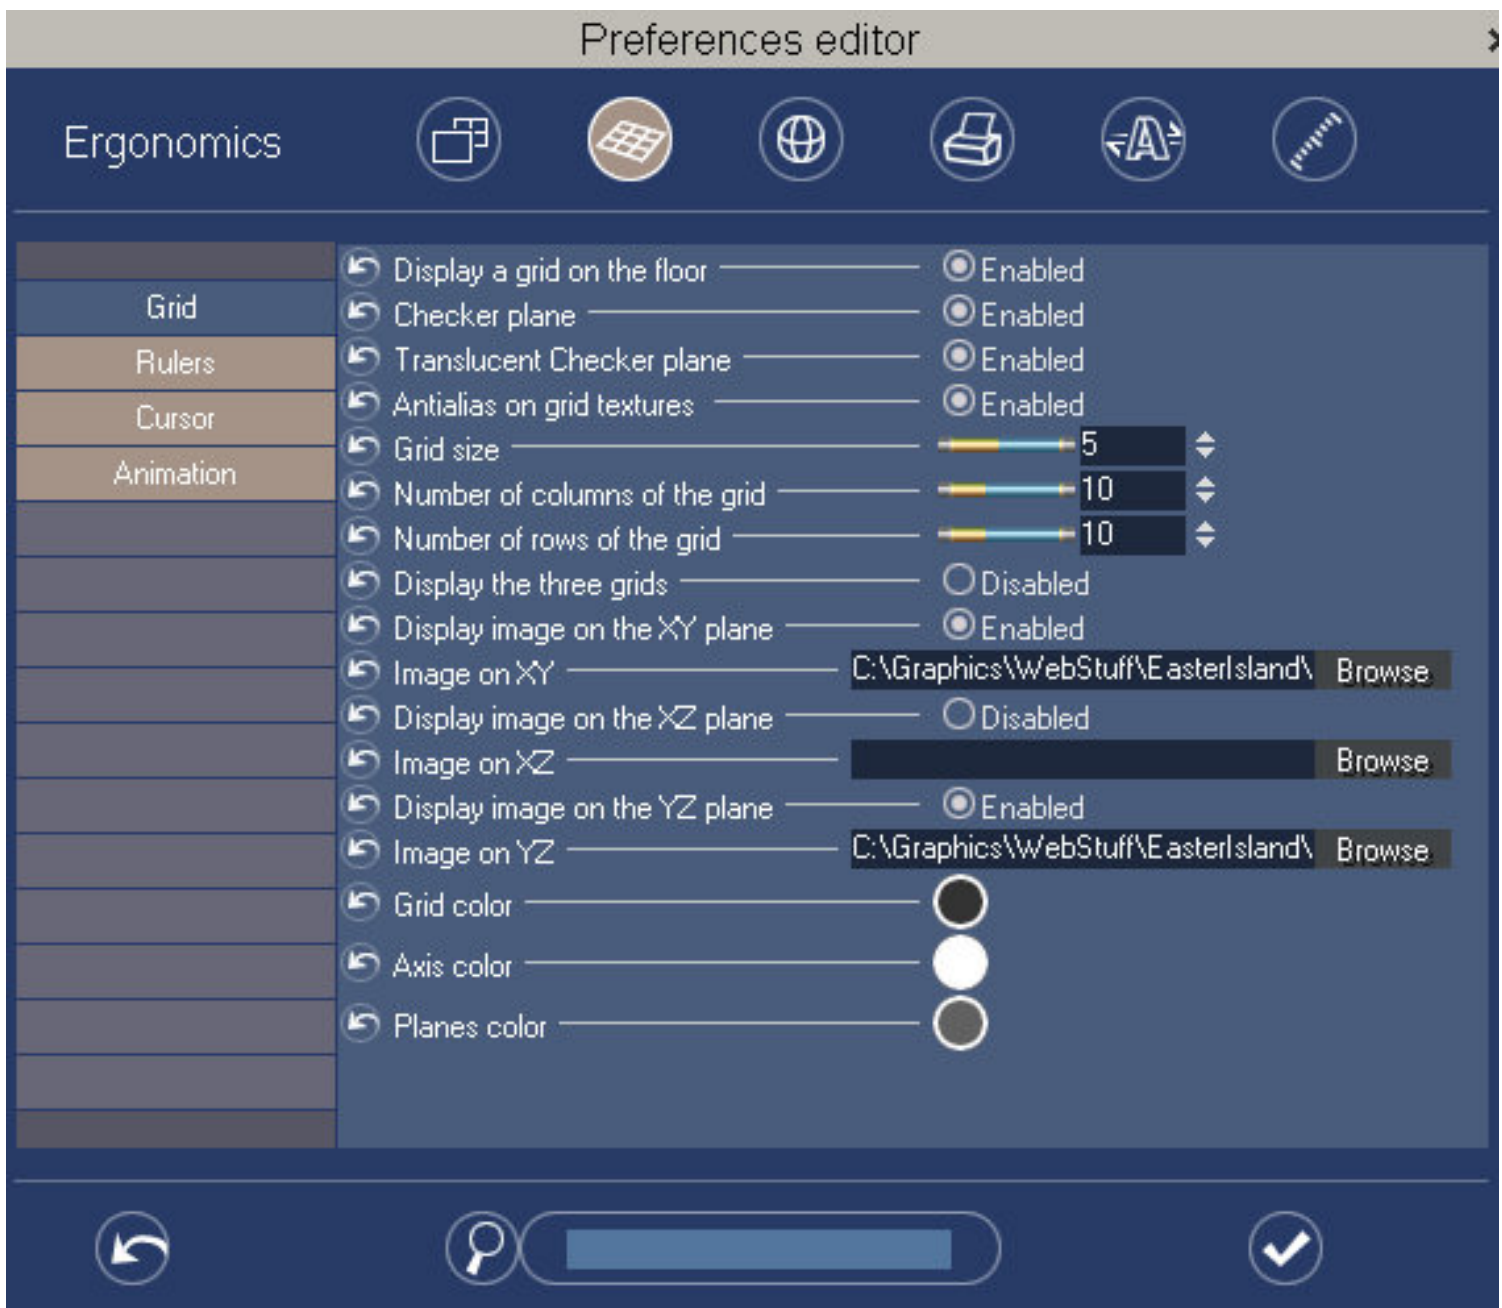 Preferences editor
Ergonomics
Grid
Rulers
Cursor
Animation
Display a grid on the floor Enabled
Checker plane Enabled
Translucent Checker plane Enabled
Antialias on grid textures Enabled
Grid size 5
Number of columns of the grid 10
Number of rows of the grid 10
Display the three grids Disabled
Display image on the XY plane Enabled
Image on XY C:\Graphics\WebStuff\EasterIsland\ Browse
Display image on the XZ plane Disabled
Image on XZ Browse
Display image on the YZ plane Enabled
Image on YZ C:\Graphics\WebStuff\EasterIsland\ Browse
Grid color
Axis color
Planes color